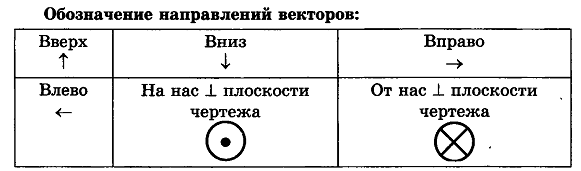 Обозначение направлений векторов:
Вверх Вниз Вправо
↑ ↓ →
Влево На нас ⊥ плоскости От нас ⊥ плоскости
← чертежа чертежа